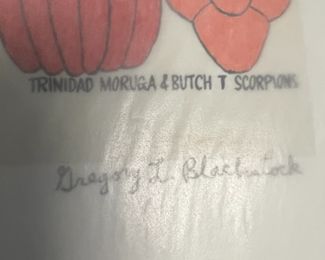 TRINIDAD MORUGA & BUTCH T SCORPIONS
Gregory L. Blackstock